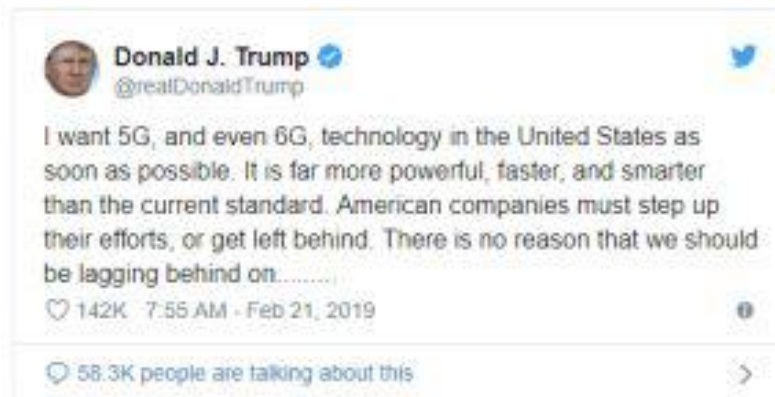 Donald J. Trump
@realDonaldTrump
I want 5G, and even 6G, technology in the United States as
soon as possible. It is far more powerful, faster, and smarter
than the current standard. American companies must step up
their efforts, or get left behind. There is no reason that we should
be lagging behind on.........
142K 7:55 AM - Feb 21, 2019
58.3K people are talking about this